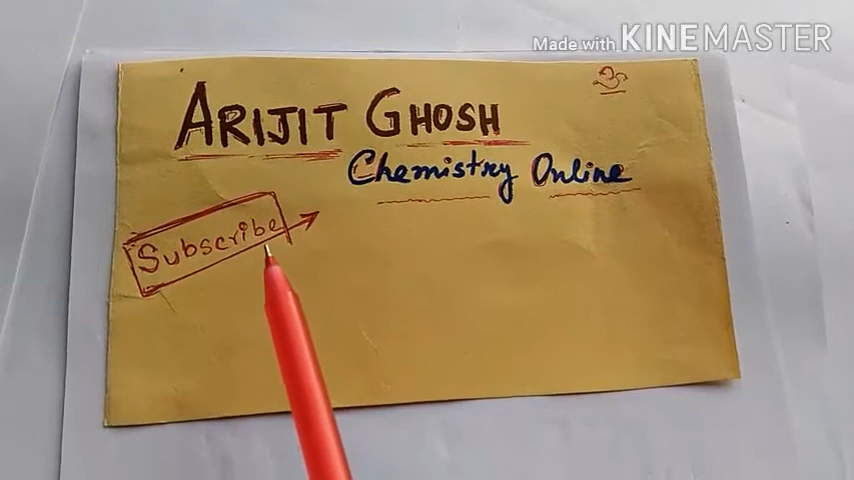 Made with KINEMASTER
ARIJIT GHOSH
Chemistry Online
Subscribe